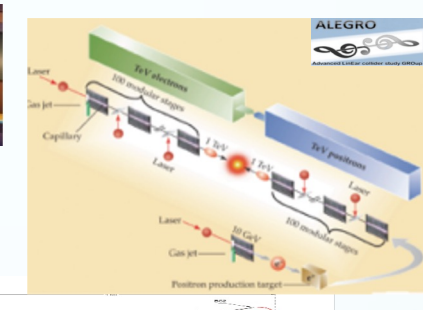 ALEGRO
Advanced LinEar collider study GROup
TeV electrons
Laser
100 modular stages
Gas jet
Capillary
Laser
1 TeV
1 TeV
TeV positrons
Laser
100 modular stages
Laser
10 GeV
Gas jet
Positron production target